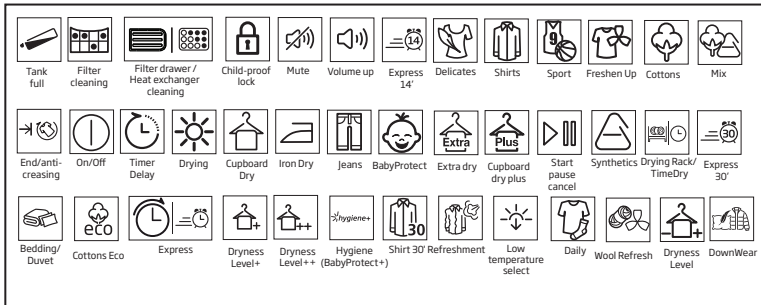 14
9
Tank
full
Filter
cleaning
Filter drawer /
Heat exchanger
cleaning
Child-proof
lock
Mute
Volume up
Express
14'
Delicates
Shirts
Sport
Freshen Up
Cottons
Mix
Extra
Plus
30
End/anti-
creasing
On/Off
Timer
Delay
Drying
Cupboard
Dry
Iron Dry
Jeans
BabyProtect
Extra dry
Cupboard
dry plus
Start
pause
cancel
Synthetics
Drying Rack/
TimeDry
Express
30'
eco
+
++
hygiene+
30
- +
Bedding/
Duvet
Cottons Eco
Express
Dryness
Level+
Dryness
Level++
Hygiene
(BabyProtect+)
Shirt 30'
Refreshment
Low
temperature
select
Daily
Wool Refresh
Dryness
Level
DownWear